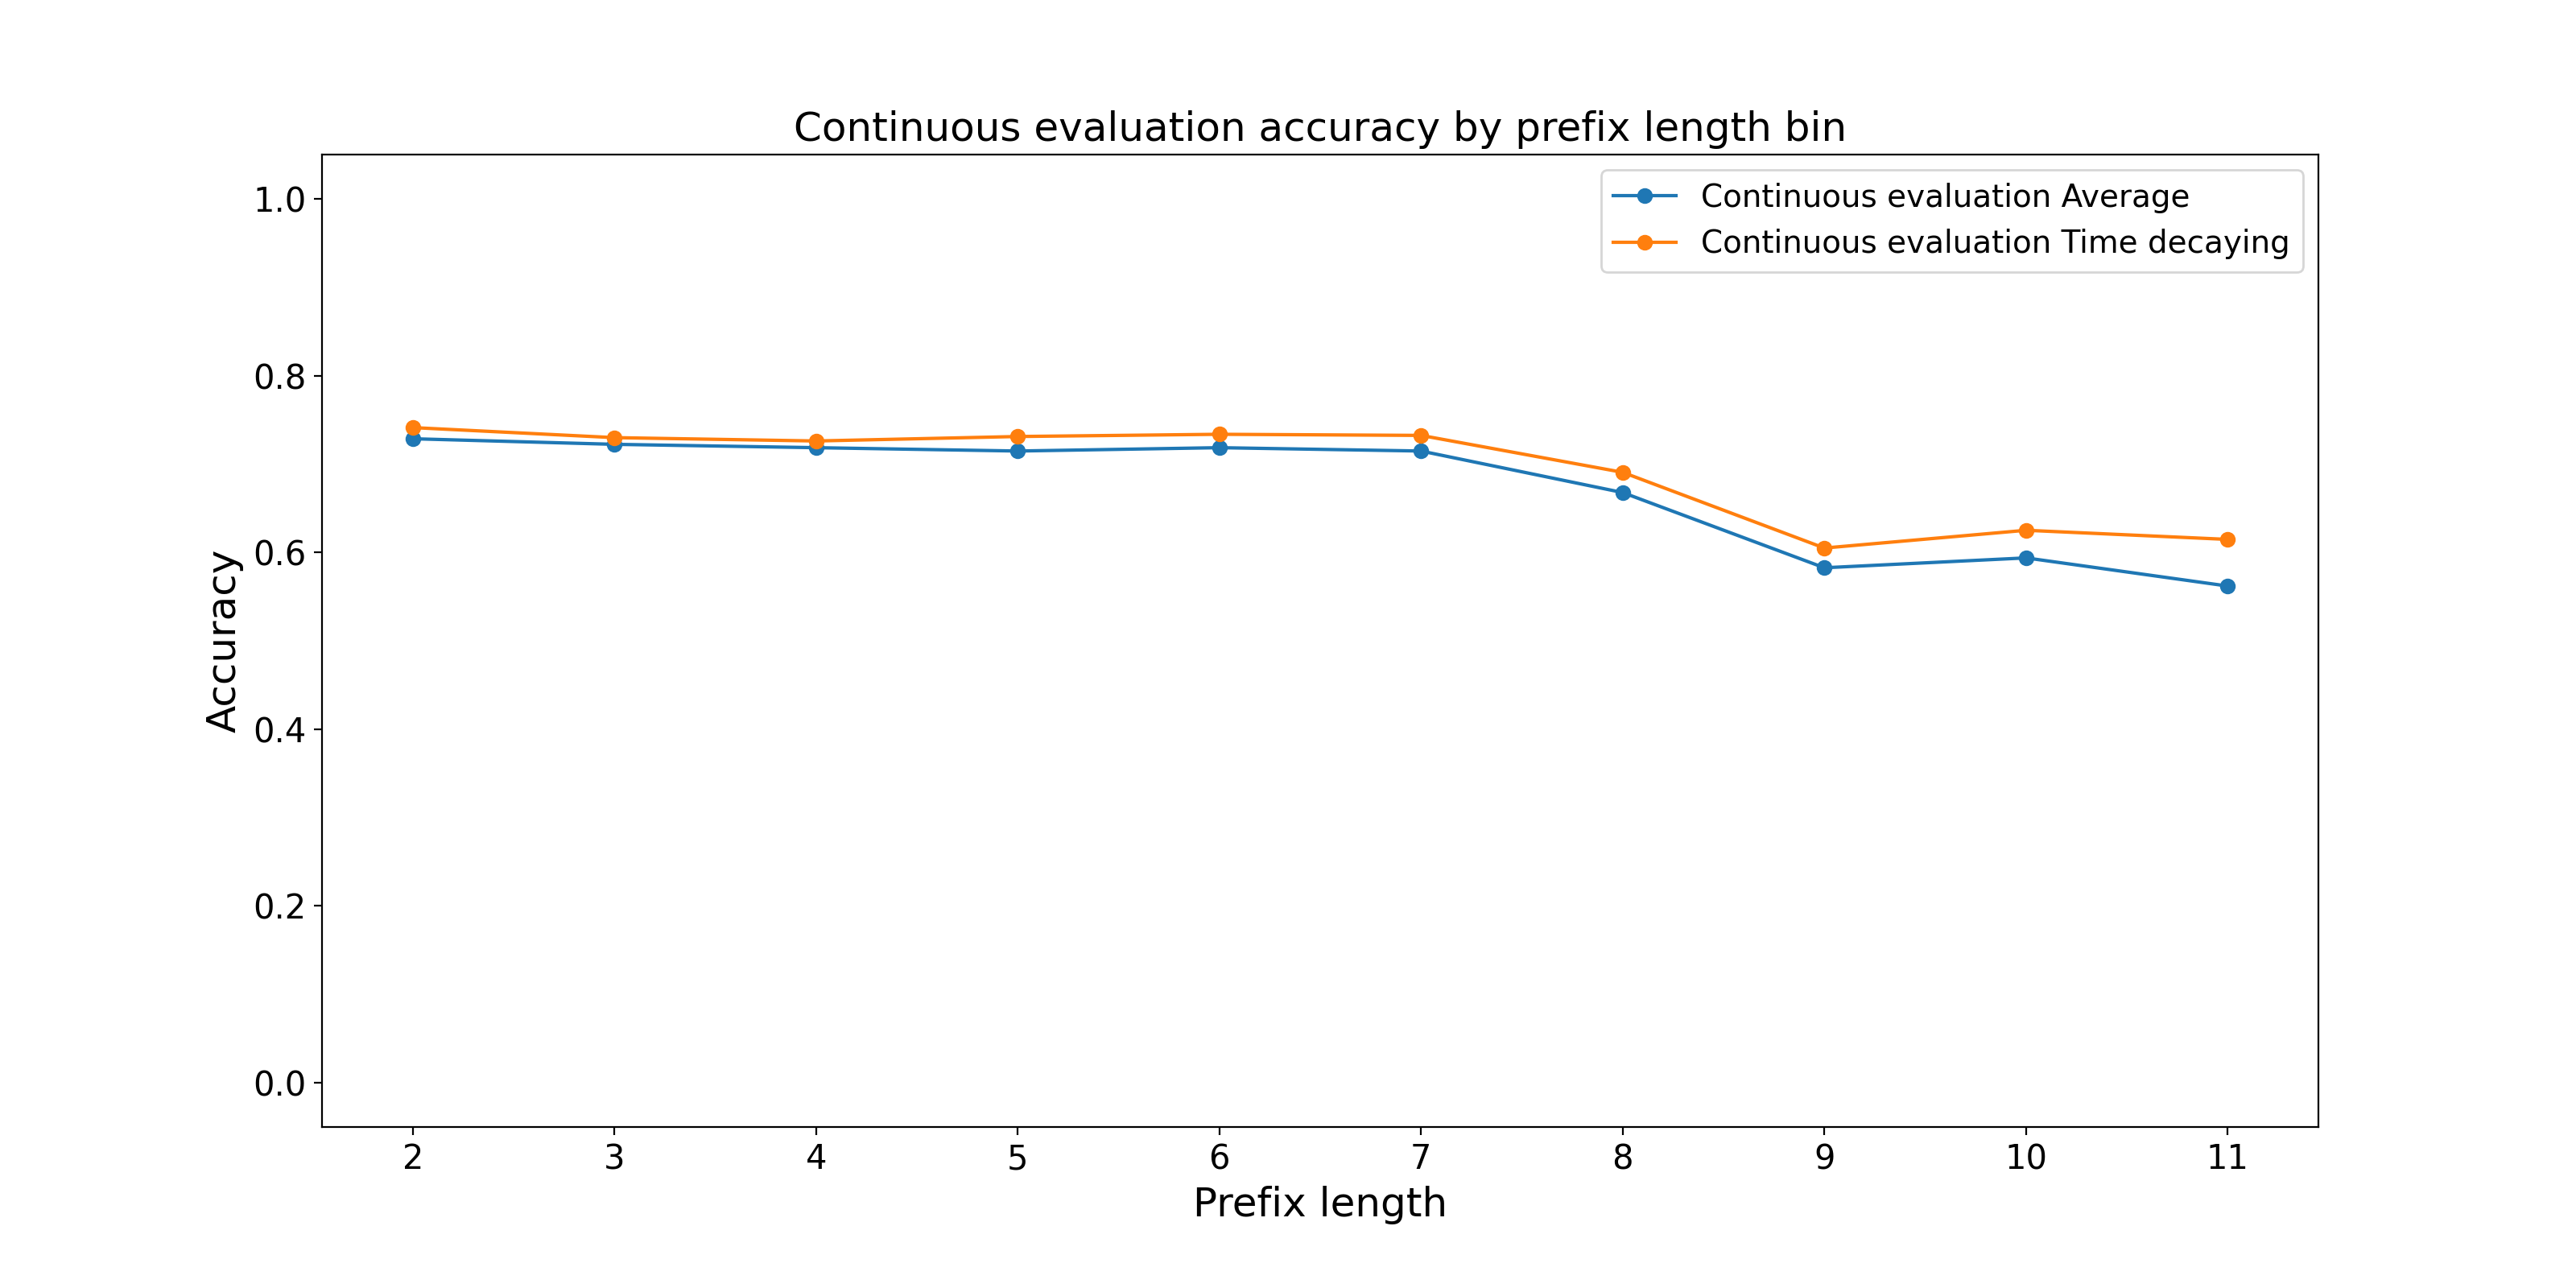 Continuous evaluation accuracy by prefix length bin
Continuous evaluation Average
Continuous evaluation Time decaying
Accuracy
1.0
0.8
0.6
0.4
0.2
0.0
2 3 4 5 6 7 8 9 10 11
Prefix length